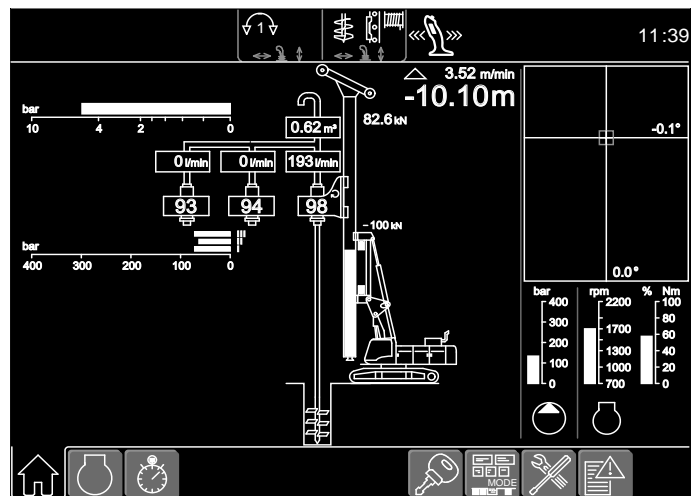 1
11:39
3.52 m/min
-10.10m
bar
10 4 2 0
0.62 m³
82.6 kN
-0.1°
0 l/min 0 l/min 193 l/min
93 94 98
-100 kN
bar
400 300 200 100 0
I
II
III
0.0°
bar rpm % Nm
400 2200 100
300 80
1700 60
200 1300 40
100 1000 20
0 700 0
MODE